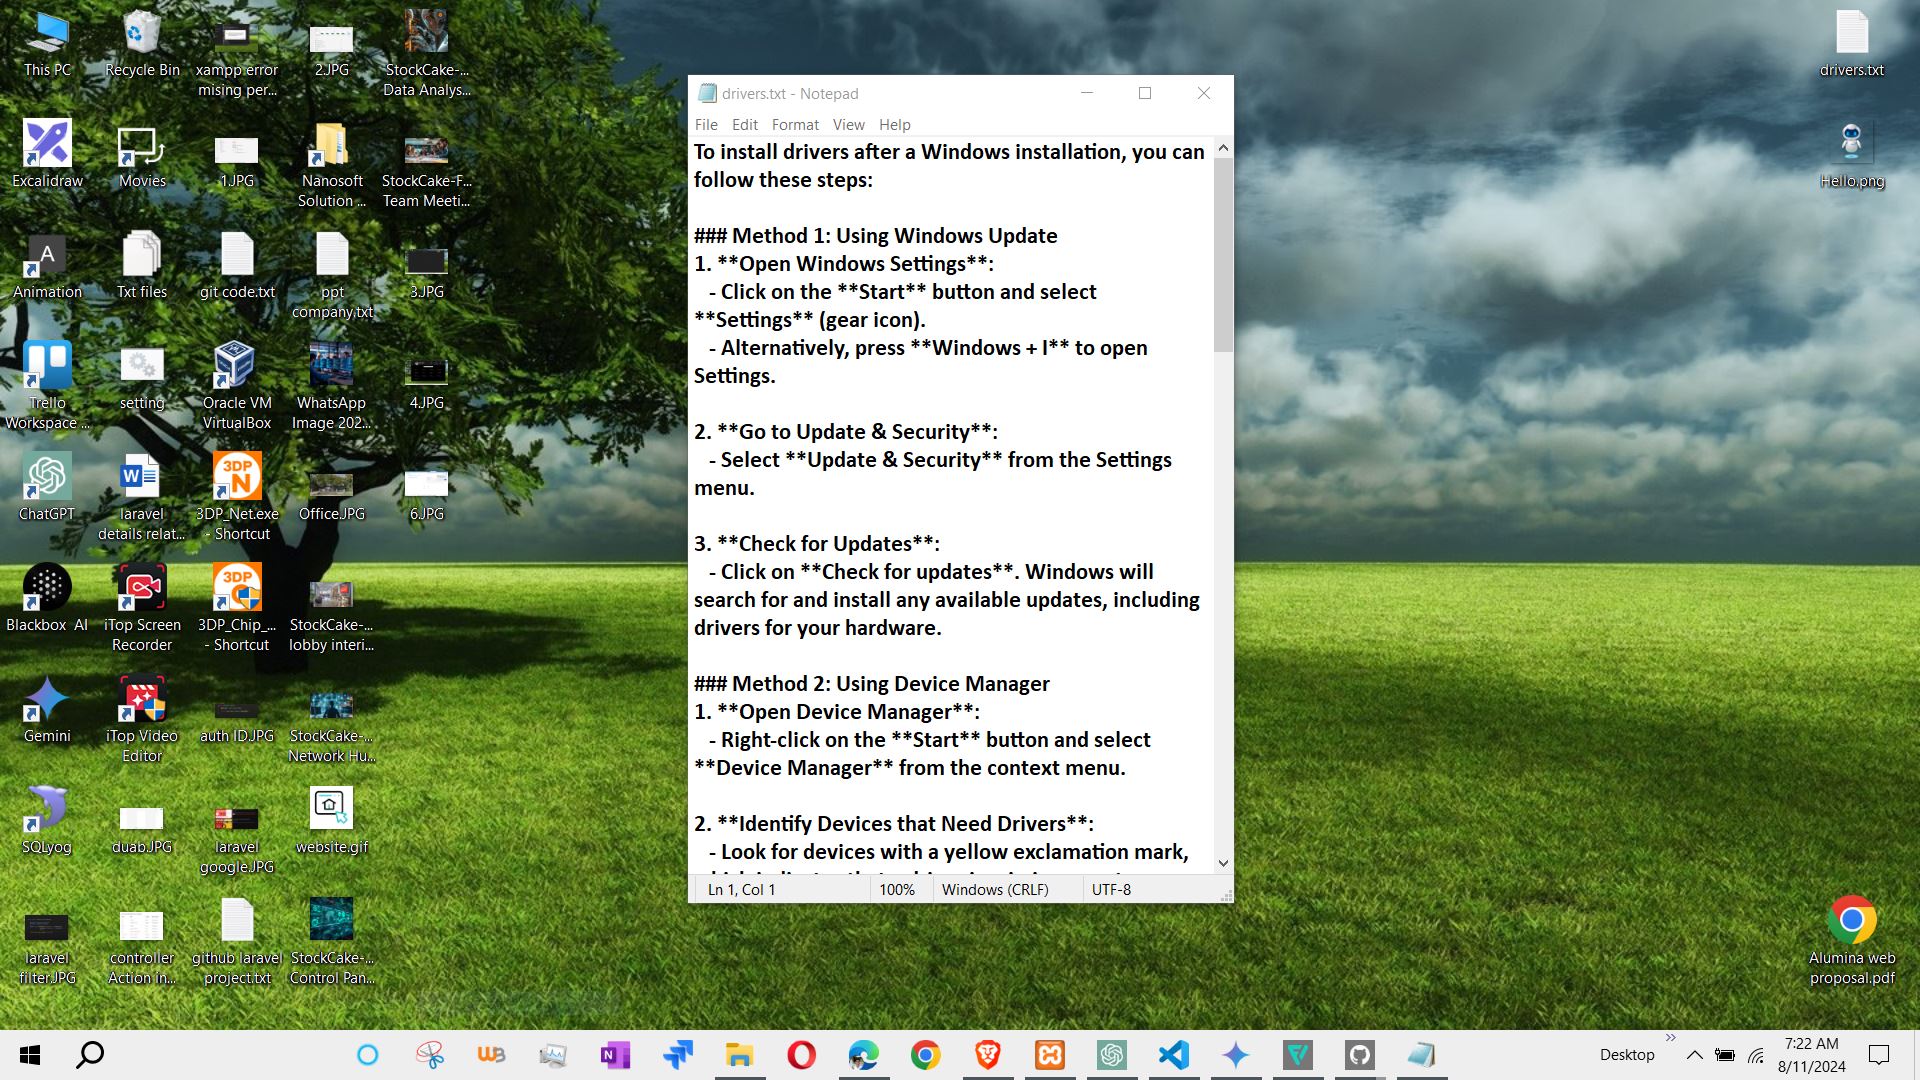 This PC
Recycle Bin
xampp error
mising per...
2.JPG
StockCake-...
Data Analys...
Excalidraw
Movies
1.JPG
Nanosoft
Solution ...
StockCake-F...
Team Meeti...
Animation
Txt files
git code.txt
ppt
company.txt
3.JPG
Trello
Workspace ...
setting
Oracle VM
VirtualBox
WhatsApp
Image 202...
4.JPG
ChatGPT
laravel
details relat...
3DP_Net.exe
- Shortcut
Office.JPG
6.JPG
Blackbox AI
iTop Screen
Recorder
3DP_Chip_...
- Shortcut
StockCake-...
lobby interi...
Gemini
iTop Video
Editor
auth ID.JPG
StockCake-...
Network Hu...
SQLyog
duab.JPG
laravel
google.JPG
website.gif
laravel
filter.JPG
controller
Action in...
github laravel
project.txt
StockCake-...
Control Pan...
drivers.txt - Notepad
File Edit Format View Help
To install drivers after a Windows installation, you can
follow these steps:
### Method 1: Using Windows Update
1. **Open Windows Settings**:
- Click on the **Start** button and select
**Settings** (gear icon).
- Alternatively, press **Windows + I** to open
Settings.
2. **Go to Update & Security**:
- Select **Update & Security** from the Settings
menu.
3. **Check for Updates**:
- Click on **Check for updates**. Windows will
search for and install any available updates, including
drivers for your hardware.
### Method 2: Using Device Manager
1. **Open Device Manager**:
- Right-click on the **Start** button and select
**Device Manager** from the context menu.
2. **Identify Devices that Need Drivers**:
- Look for devices with a yellow exclamation mark,
Ln 1, Col 1
100%
Windows (CRLF)
UTF-8
drivers.txt
Hello.png
Alumina web
proposal.pdf
Desktop
7:22 AM
8/11/2024